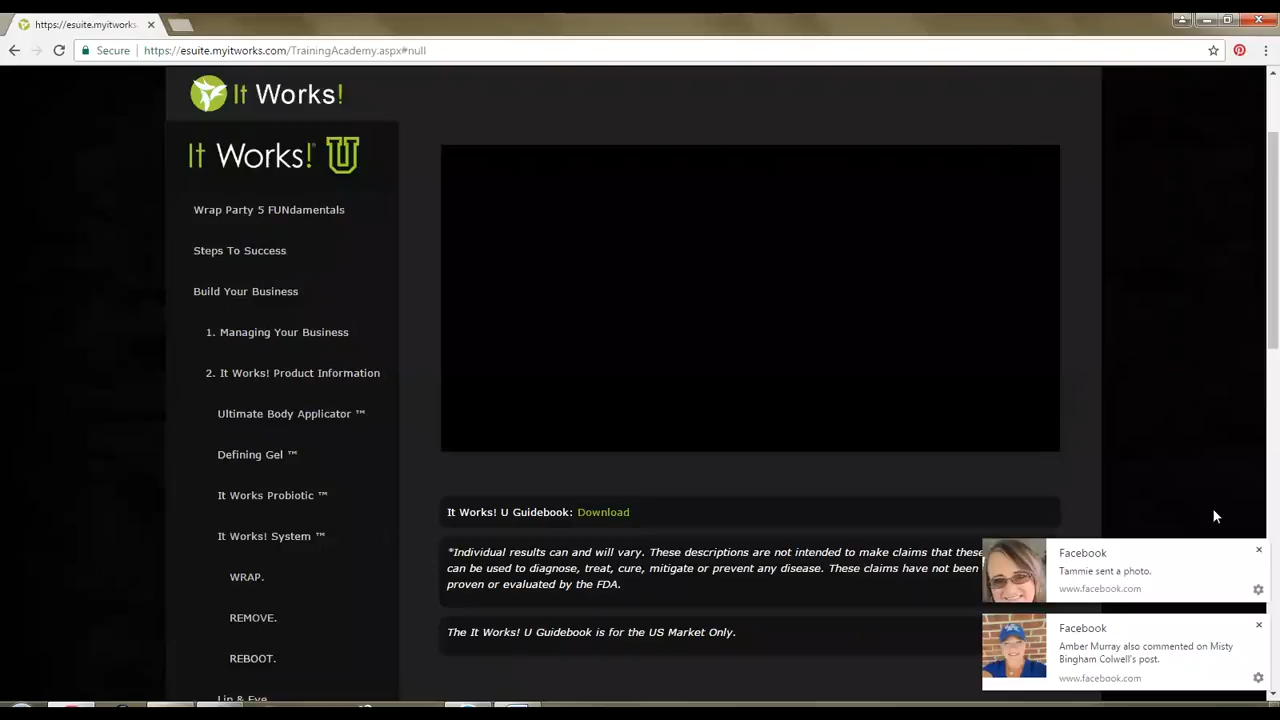 https://esuite.myitworks
Secure
https://esuite.myitworks.com/TrainingAcademy.aspx#null
It Works!
It Works!® U
Wrap Party 5 FUNdamentals
Steps To Success
Build Your Business
1. Managing Your Business
2. It Works! Product Information
Ultimate Body Applicator ™
Defining Gel ™
It Works Probiotic ™
It Works! System ™
WRAP.
REMOVE.
REBOOT.
Lip & Eye
It Works! U Guidebook: Download
*Individual results can and will vary. These descriptions are not intended to make claims that these
can be used to diagnose, treat, cure, mitigate or prevent any disease. These claims have not been
proven or evaluated by the FDA.
The It Works! U Guidebook is for the US Market Only.
Facebook
Tammie sent a photo.
www.facebook.com
Facebook
Amber Murray also commented on Misty
Bingham Colwell's post.
www.facebook.com